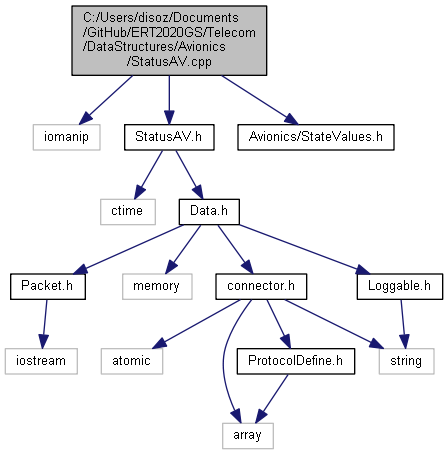 C:/Users/disoz/Documents
/GitHub/ERT2020GS/Telecom
/DataStructures/Avionics
/StatusAV.cpp
iomanip
StatusAV.h
Avionics/StateValues.h
ctime
Data.h
Packet.h
memory
connector.h
Loggable.h
iostream
atomic
ProtocolDefine.h
string
array